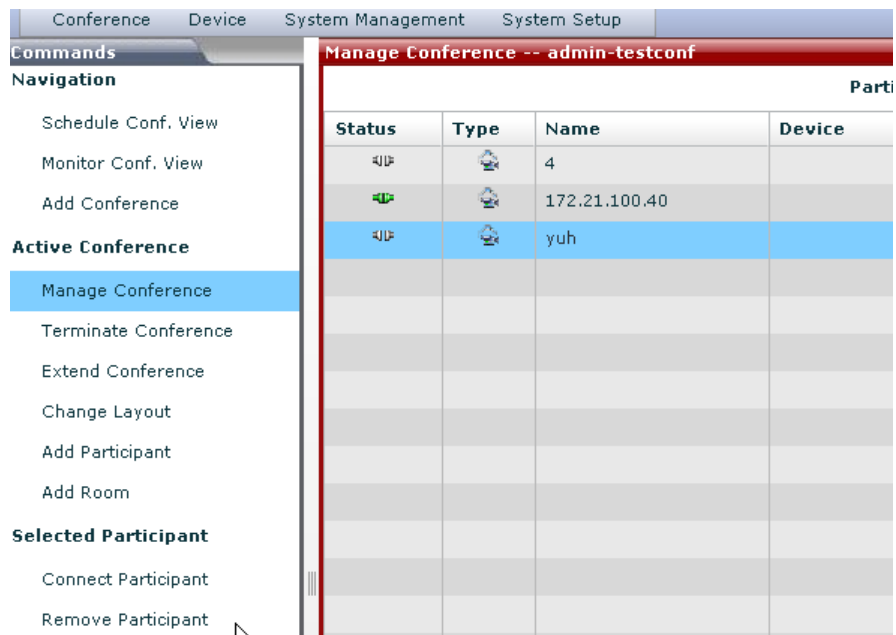 Conference Device System Management System Setup
Commands
Navigation
Schedule Conf. View
Monitor Conf. View
Add Conference
Active Conference
Manage Conference
Terminate Conference
Extend Conference
Change Layout
Add Participant
Add Room
Selected Participant
Connect Participant
Remove Participant
Manage Conference -- admin-testconf
Parti
Status Type Name Device
4
172.21.100.40
yuh